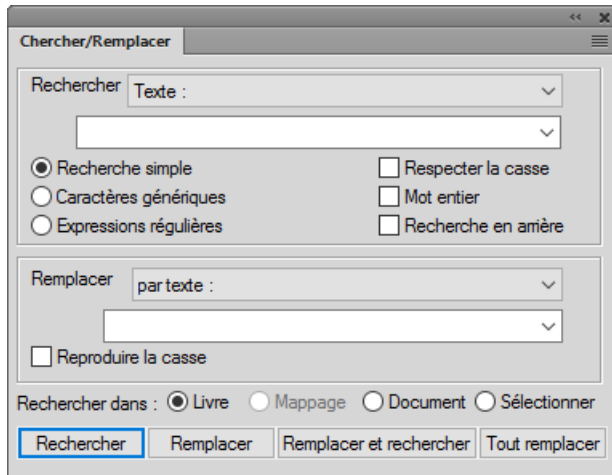 Chercher/Remplacer
Rechercher Texte :
Recherche simple Respecter la casse
Caractères génériques Mot entier
Expressions régulières Recherche en arrière
Remplacer par texte :
Reproduire la casse
Rechercher dans : Livre Mappage Document Sélectionner
Rechercher Remplacer Remplacer et rechercher Tout remplacer